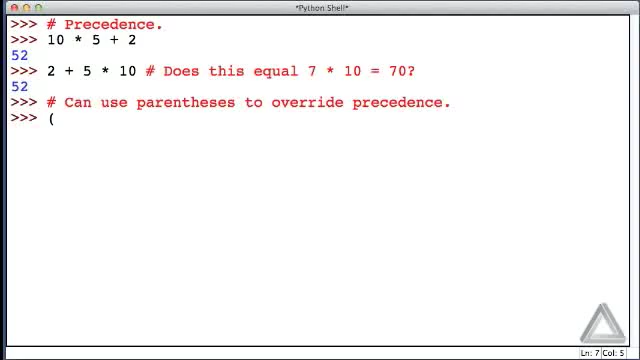 *Python Shell*
>>> # Precedence.
>>> 10 * 5 + 2
52
>>> 2 + 5 * 10 # Does this equal 7 * 10 = 70?
52
>>> # Can use parentheses to override precedence.
>>> (
Ln: 7 Col: 5